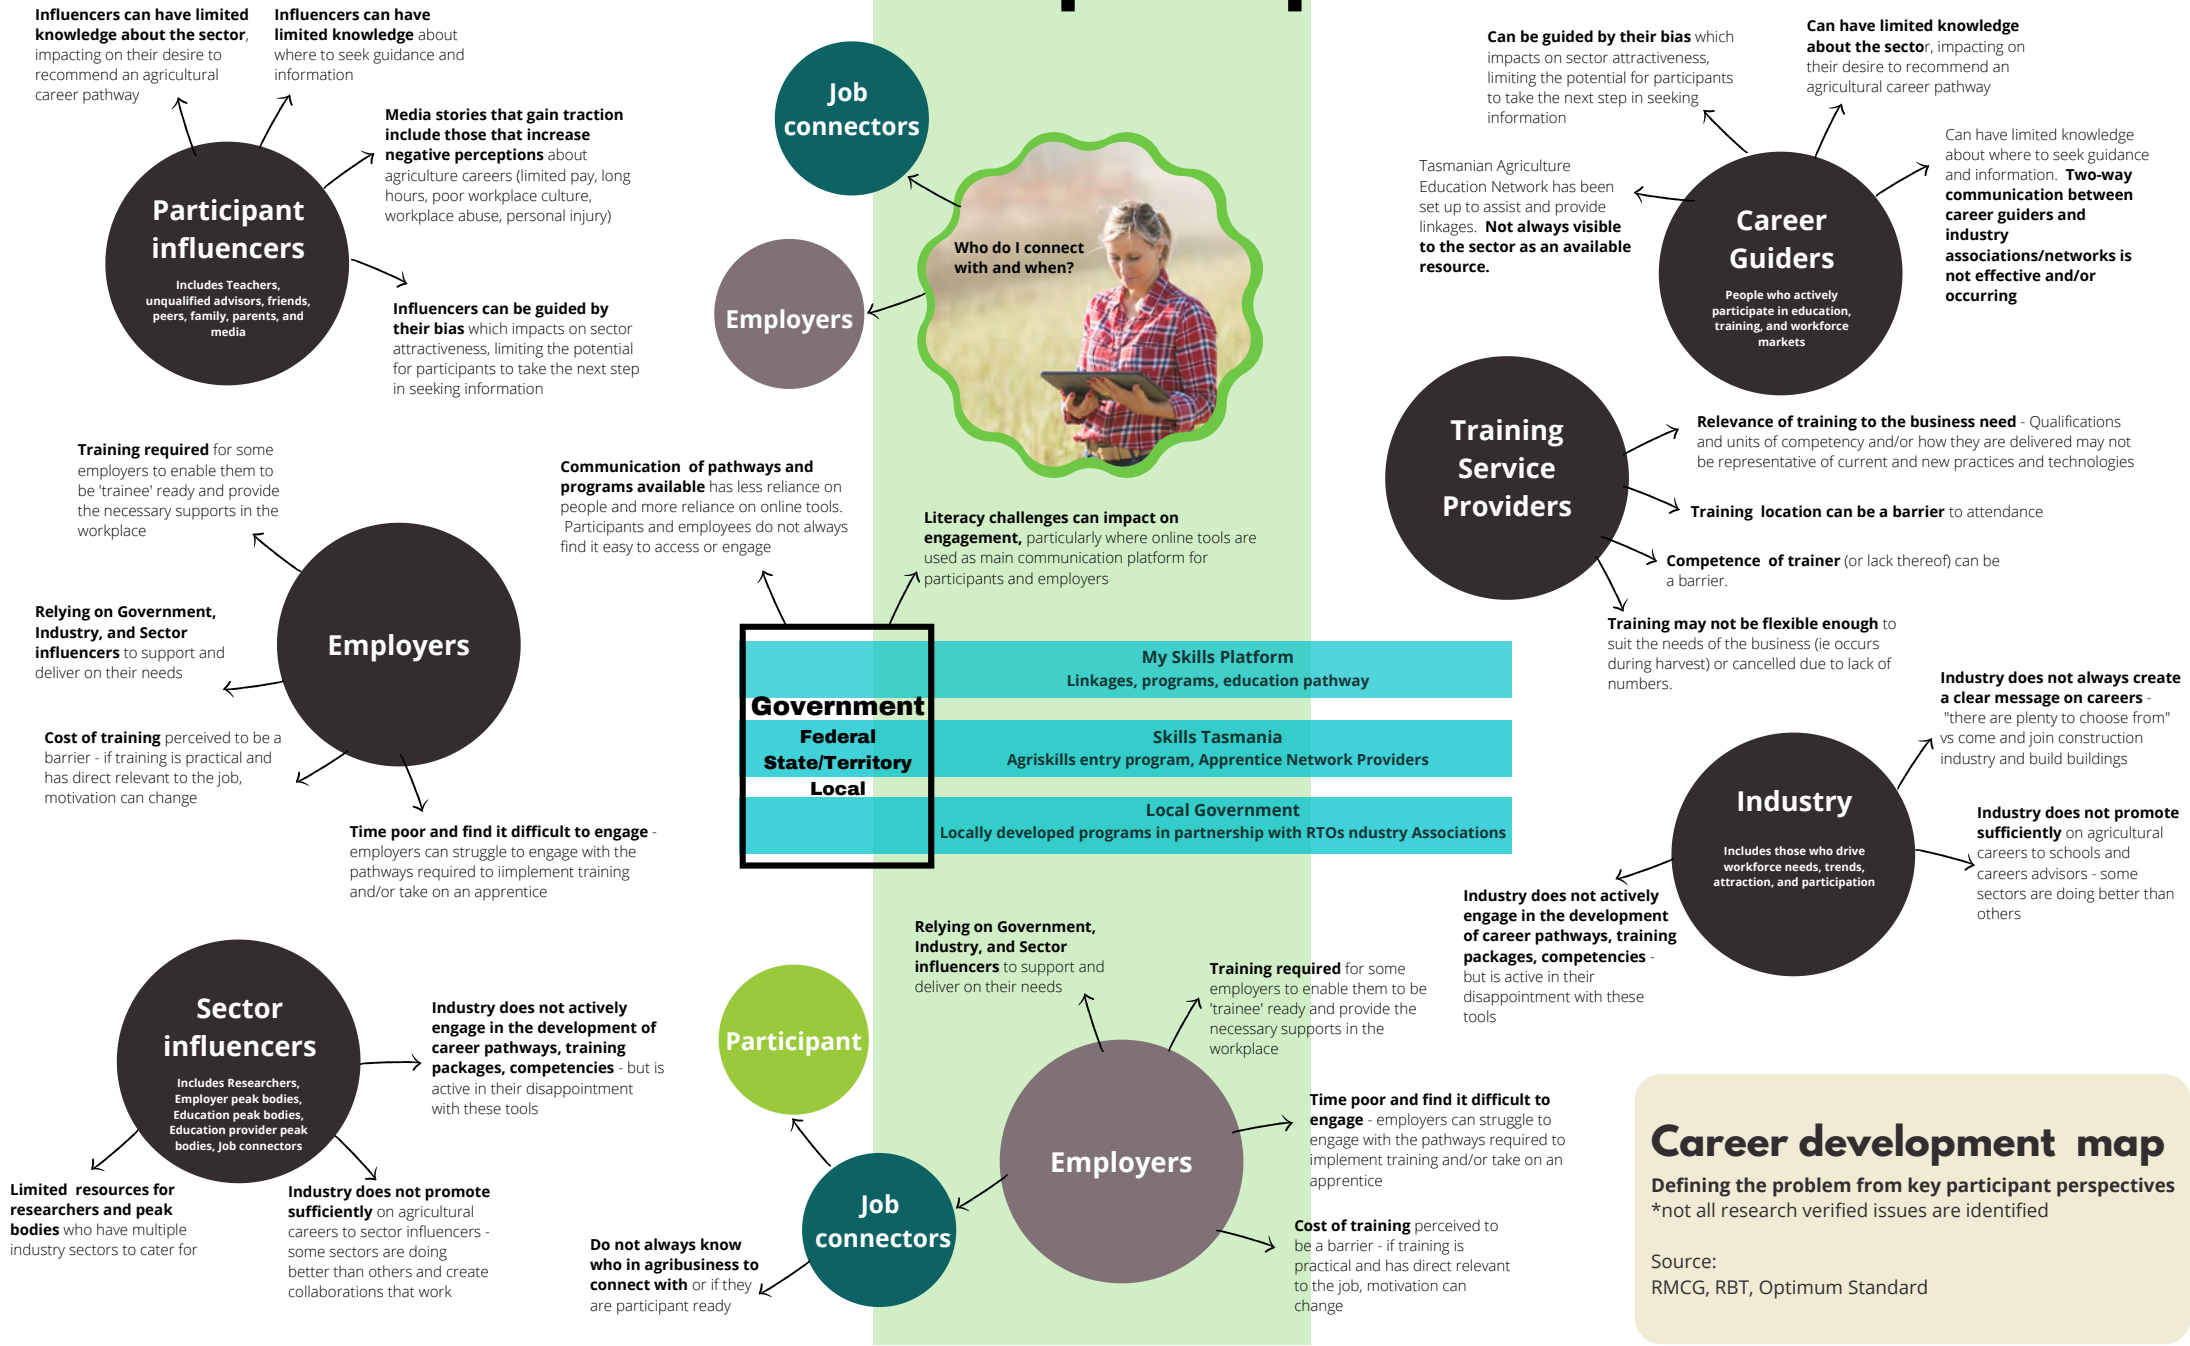 Influencers can have limited
knowledge about the sector,
impacting on their desire to
recommend an agricultural
career pathway
Influencers can have
limited knowledge about
where to seek guidance and
information
Media stories that gain traction
include those that increase
negative perceptions about
agriculture careers (limited pay, long
hours, poor workplace culture,
workplace abuse, personal injury)
Participant
influencers
Includes Teachers,
unqualified advisors, friends,
peers, family, parents, and
media
Influencers can be guided by
their bias which impacts on sector
attractiveness, limiting the potential
for participants to take the next step
in seeking information
Job
connectors
Employers
Who do I connect
with and when?
Can be guided by their bias which
impacts on sector attractiveness,
limiting the potential for participants
to take the next step in seeking
information
Can have limited knowledge
about the sector, impacting on
their desire to recommend an
agricultural career pathway
Tasmanian Agriculture
Education Network has been
set up to assist and provide
linkages. Not always visible
to the sector as an available
resource.
Career
Guiders
People who actively
participate in education,
training, and workforce
markets
Can have limited knowledge
about where to seek guidance
and information. Two-way
communication between
career guiders and
industry
associations/networks is
not effective and/or
occurring
Training
Service
Providers
Relevance of training to the business need - Qualifications
and units of competency and/or how they are delivered may not
be representative of current and new practices and technologies
Training location can be a barrier to attendance
Competence of trainer (or lack thereof) can be
a barrier.
Training may not be flexible enough to
suit the needs of the business (ie occurs
during harvest) or cancelled due to lack of
numbers.
Training required for some
employers to enable them to
be 'trainee' ready and provide
the necessary supports in the
workplace
Relying on Government,
Industry, and Sector
influencers to support and
deliver on their needs
Employers
Cost of training perceived to be a
barrier - if training is practical and
has direct relevant to the job,
motivation can change
Time poor and find it difficult to engage -
employers can struggle to engage with the
pathways required to iimplement training
and/or take on an apprentice
Communication of pathways and
programs available has less reliance on
people and more reliance on online tools.
Participants and employees do not always
find it easy to access or engage
Literacy challenges can impact on
engagement, particularly where online tools are
used as main communication platform for
participants and employers
Government
Federal
State/Territory
Local
My Skills Platform
Linkages, programs, education pathway
Skills Tasmania
Agriskills entry program, Apprentice Network Providers
Local Government
Locally developed programs in partnership with RTOs ndustry Associations
Industry does not always create
a clear message on careers -
"there are plenty to choose from"
vs come and join construction
industry and build buildings
Industry
Includes those who drive
workforce needs, trends,
attraction, and participation
Industry does not promote
sufficiently on agricultural
careers to schools and
careers advisors - some
sectors are doing better than
others
Industry does not actively
engage in the development
of career pathways, training
packages, competencies -
but is active in their
disappointment with these
tools
Sector
influencers
Includes Researchers,
Employer peak bodies,
Education peak bodies,
Education provider peak
bodies, Job connectors
Industry does not actively
engage in the development of
career pathways, training
packages, competencies - but is
active in their disappointment
with these tools
Limited resources for
researchers and peak
bodies who have multiple
industry sectors to cater for
Industry does not promote
sufficiently on agricultural
careers to sector influencers -
some sectors are doing
better than others and create
collaborations that work
Participant
Job
connectors
Do not always know
who in agribusiness to
connect with or if they
are participant ready
Relying on Government,
Industry, and Sector
influencers to support and
deliver on their needs
Training required for some
employers to enable them to be
'trainee' ready and provide the
necessary supports in the
workplace
Employers
Time poor and find it difficult to
engage - employers can struggle to
engage with the pathways required to
implement training and/or take on an
apprentice
Cost of training perceived to
be a barrier - if training is
practical and has direct relevant
to the job, motivation can
change
Career development map
Defining the problem from key participant perspectives
*not all research verified issues are identified
Source:
RMCG, RBT, Optimum Standard